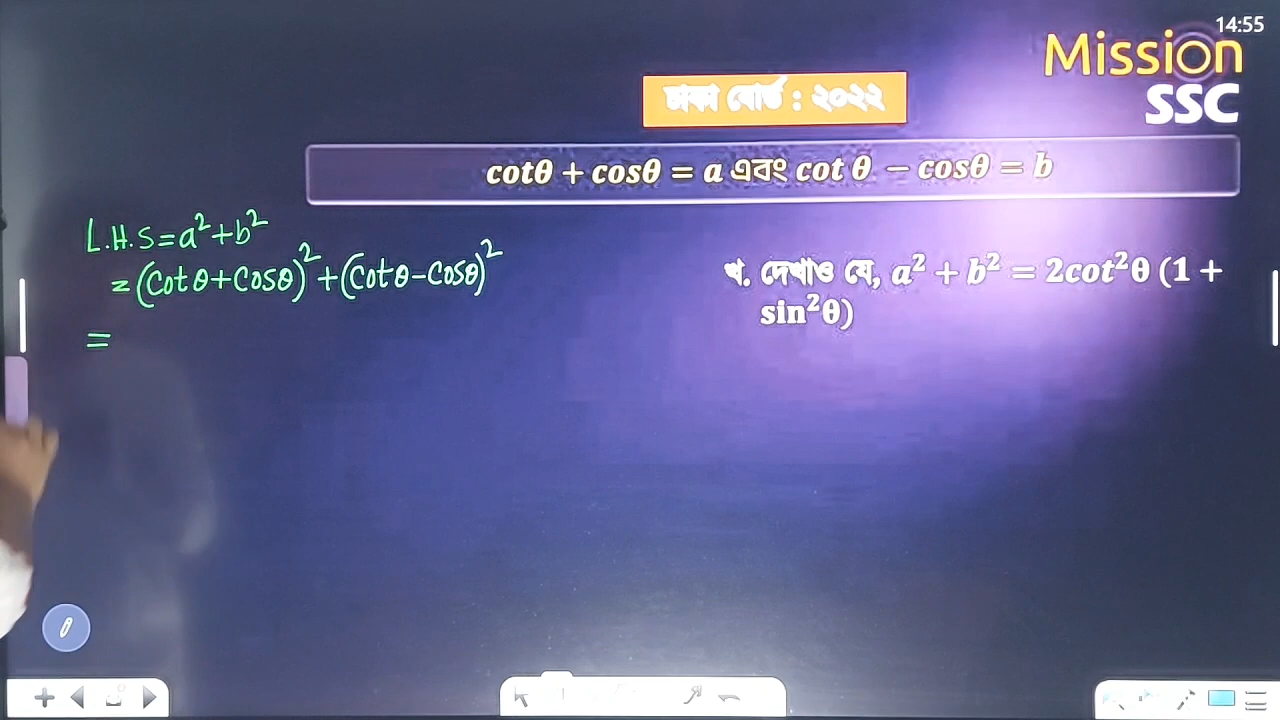 14:55
Mission
SSC
ঢাকা বোর্ড : ২০২২
cotθ + cosθ = a এবং cot θ − cosθ = b
L.H.S = a² + b²
= (cotθ + cosθ)² + (cotθ − cosθ)²
=
খ. দেখাও যে, a² + b² = 2cot²θ (1 +
sin²θ)